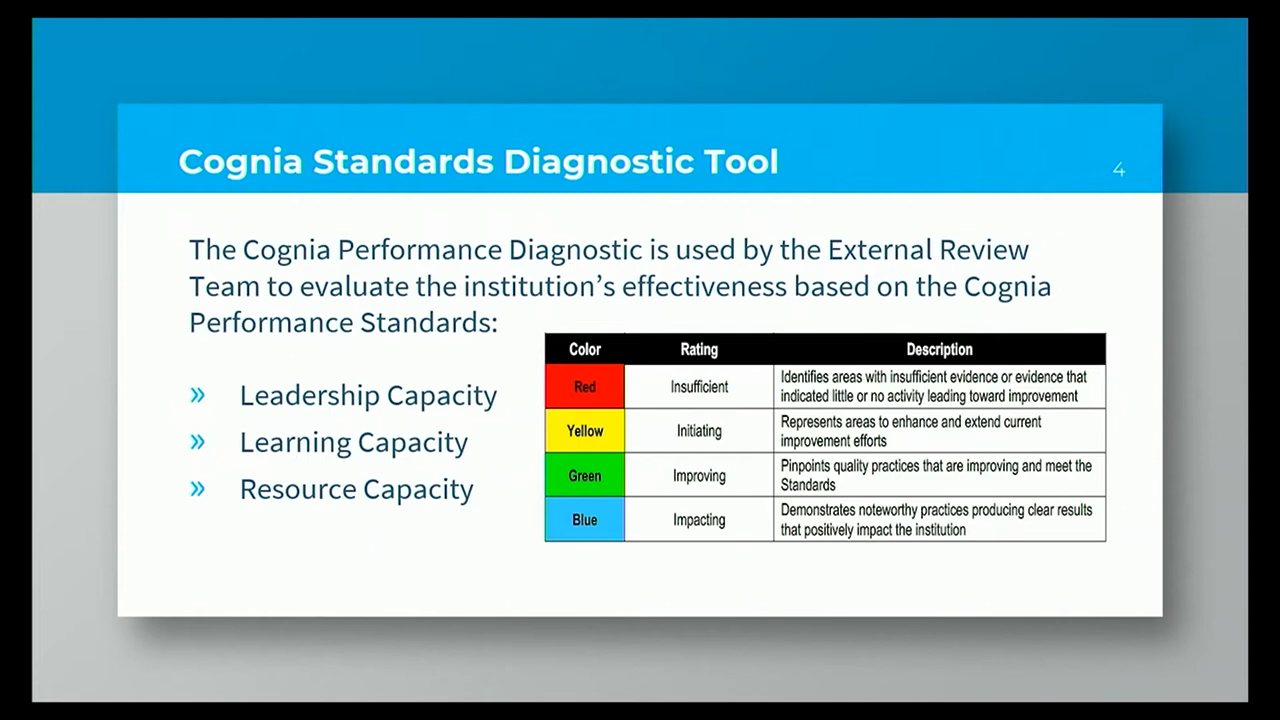 Cognia Standards Diagnostic Tool
4
The Cognia Performance Diagnostic is used by the External Review
Team to evaluate the institution’s effectiveness based on the Cognia
Performance Standards:
» Leadership Capacity
» Learning Capacity
» Resource Capacity
Color Rating Description
Red Insufficient Identifies areas with insufficient evidence or evidence that
indicated little or no activity leading toward improvement
Yellow Initiating Represents areas to enhance and extend current
improvement efforts
Green Improving Pinpoints quality practices that are improving and meet the
Standards
Blue Impacting Demonstrates noteworthy practices producing clear results
that positively impact the institution